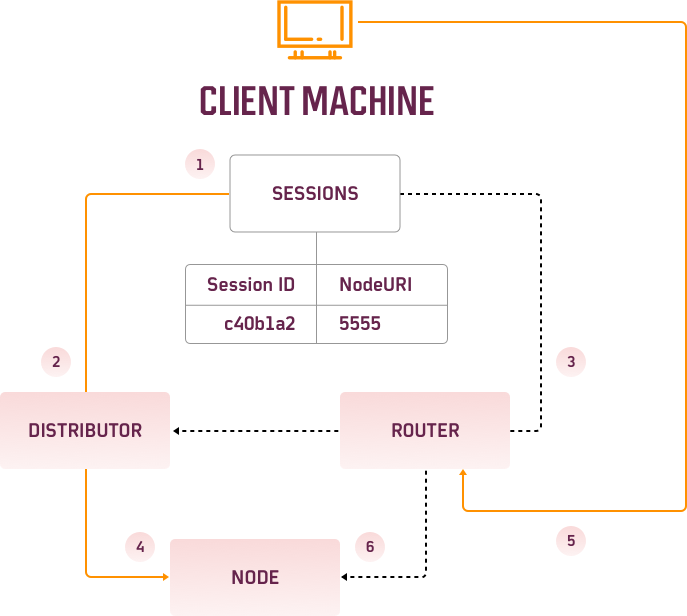 CLIENT MACHINE
1
SESSIONS
Session ID NodeURI
c40b1a2 5555
2
3
DISTRIBUTOR
ROUTER
4
6
5
NODE